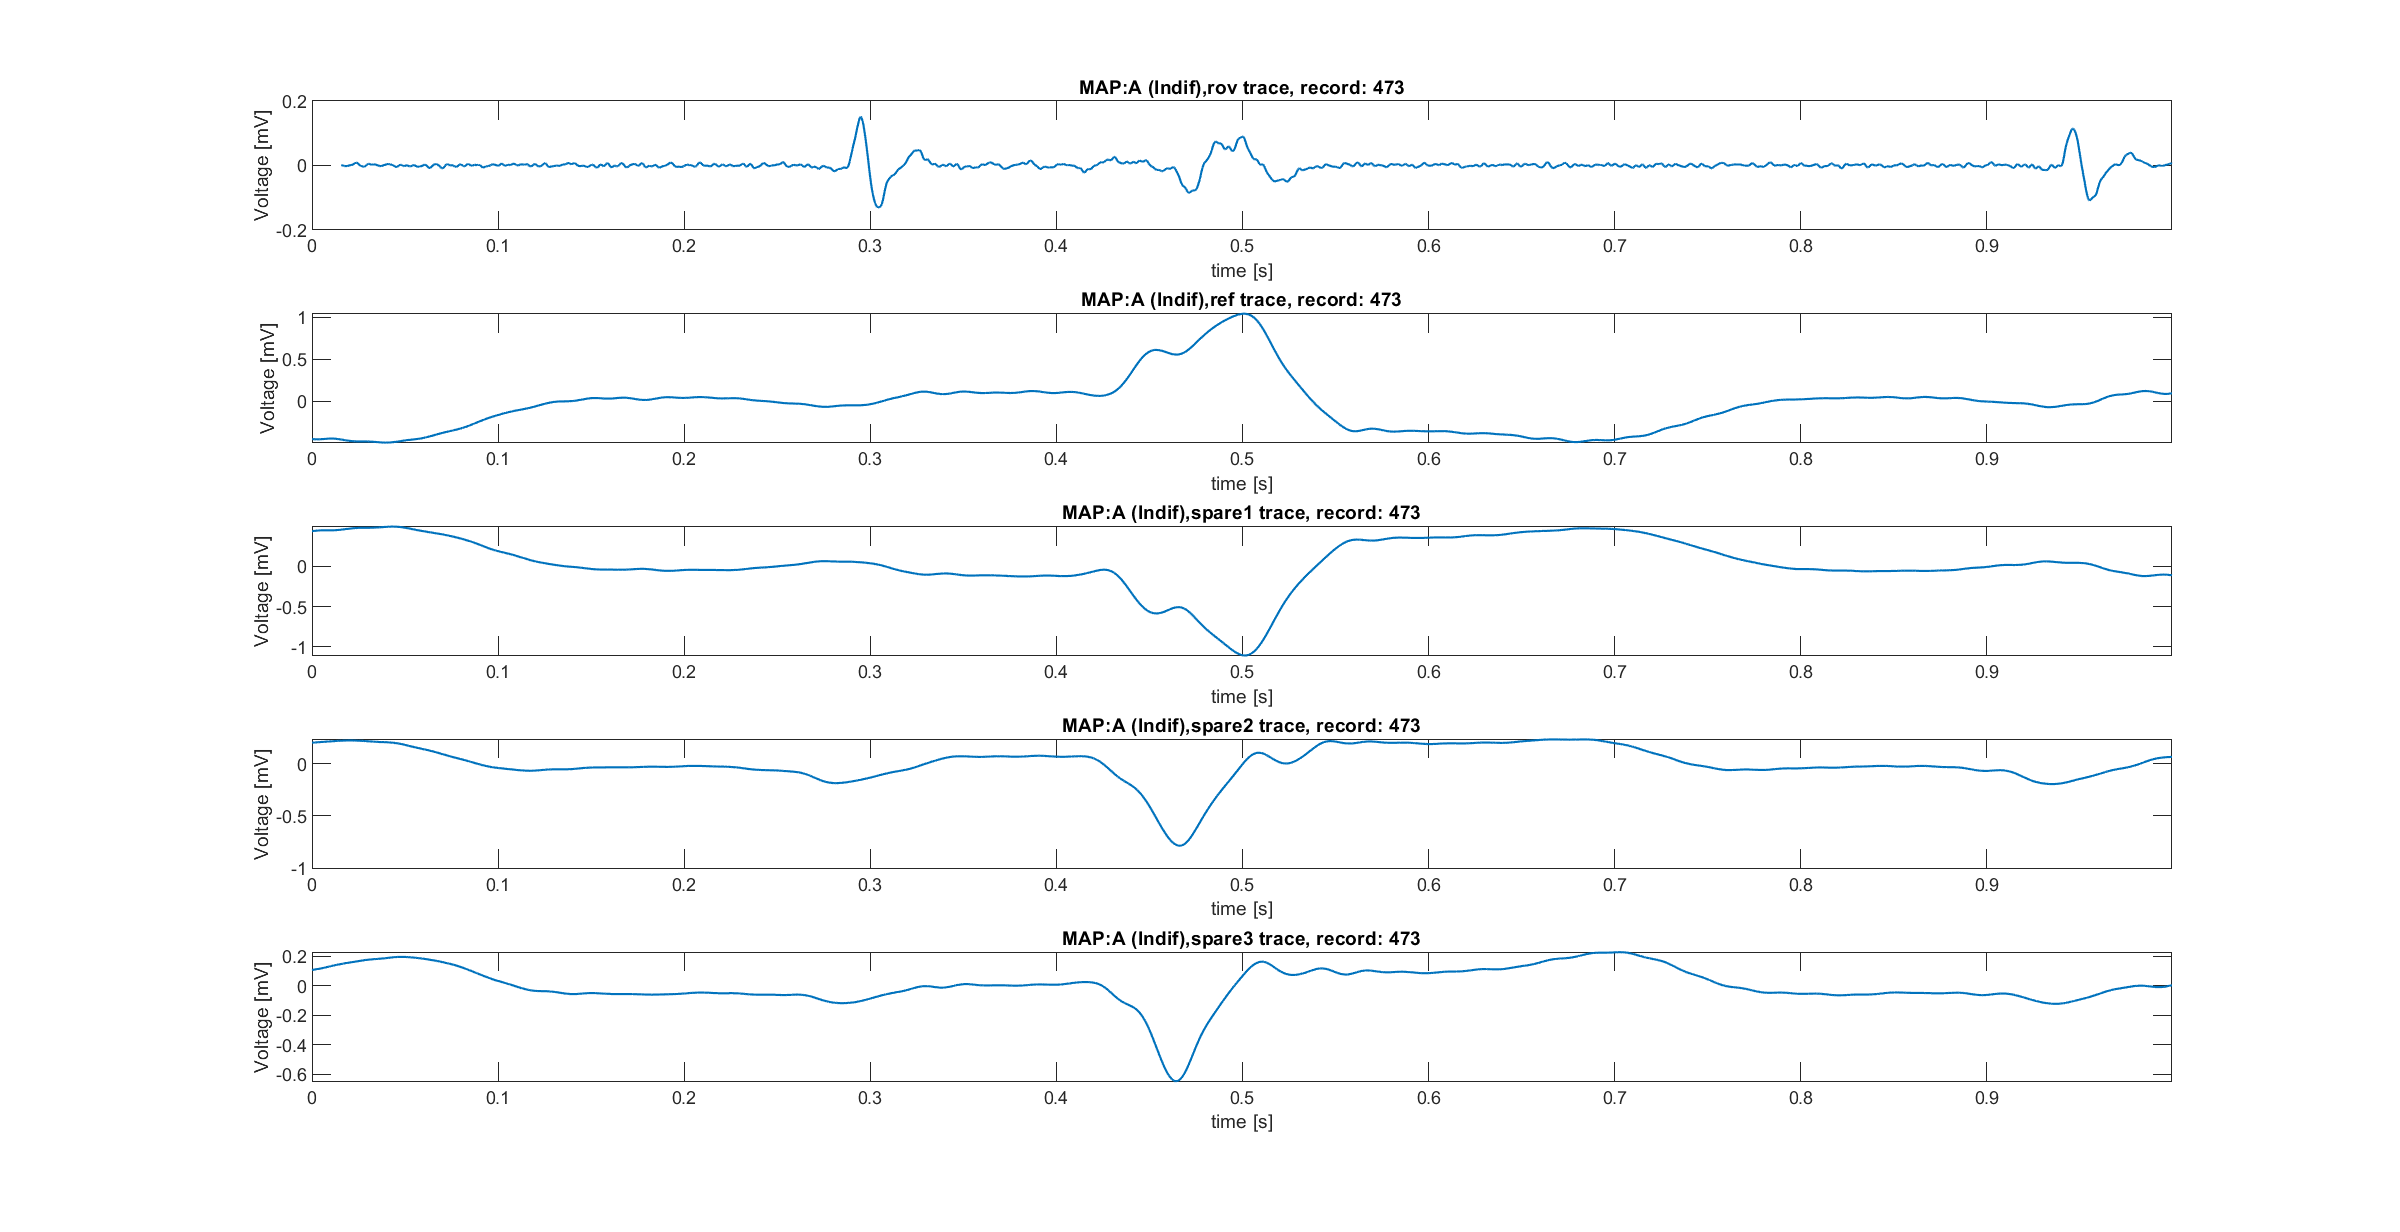 MAP:A (Indif),rov trace, record: 473
Voltage [mV]
0.2
0
-0.2
0 0.1 0.2 0.3 0.4 0.5 0.6 0.7 0.8 0.9
time [s]
MAP:A (Indif),ref trace, record: 473
Voltage [mV]
1
0.5
0
0 0.1 0.2 0.3 0.4 0.5 0.6 0.7 0.8 0.9
time [s]
MAP:A (Indif),spare1 trace, record: 473
Voltage [mV]
0
-0.5
-1
0 0.1 0.2 0.3 0.4 0.5 0.6 0.7 0.8 0.9
time [s]
MAP:A (Indif),spare2 trace, record: 473
Voltage [mV]
0
-0.5
-1
0 0.1 0.2 0.3 0.4 0.5 0.6 0.7 0.8 0.9
time [s]
MAP:A (Indif),spare3 trace, record: 473
Voltage [mV]
0.2
0
-0.2
-0.4
-0.6
0 0.1 0.2 0.3 0.4 0.5 0.6 0.7 0.8 0.9
time [s]